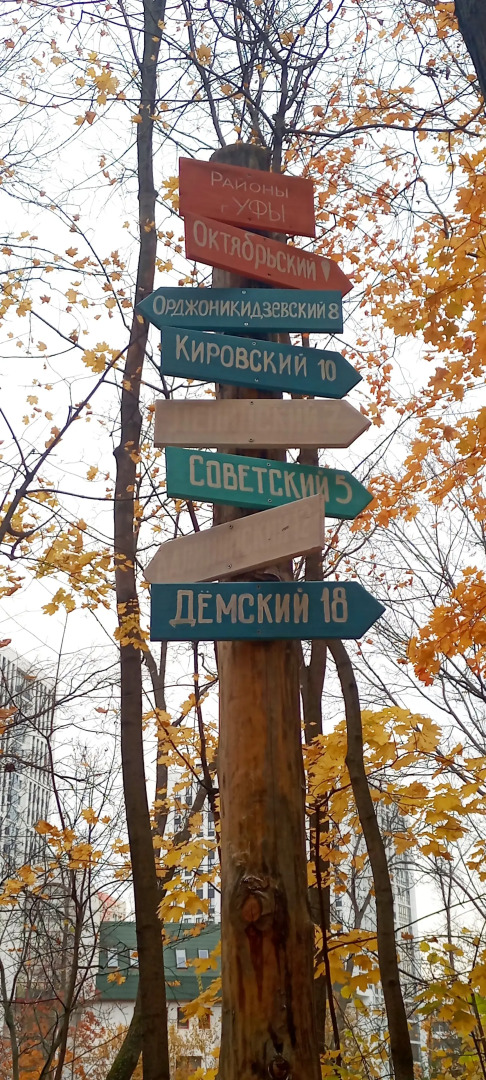 Районы
г УФЫ
Октябрьский
Орджоникидзевский 8
Кировский 10
Советский 5
Дёмский 18